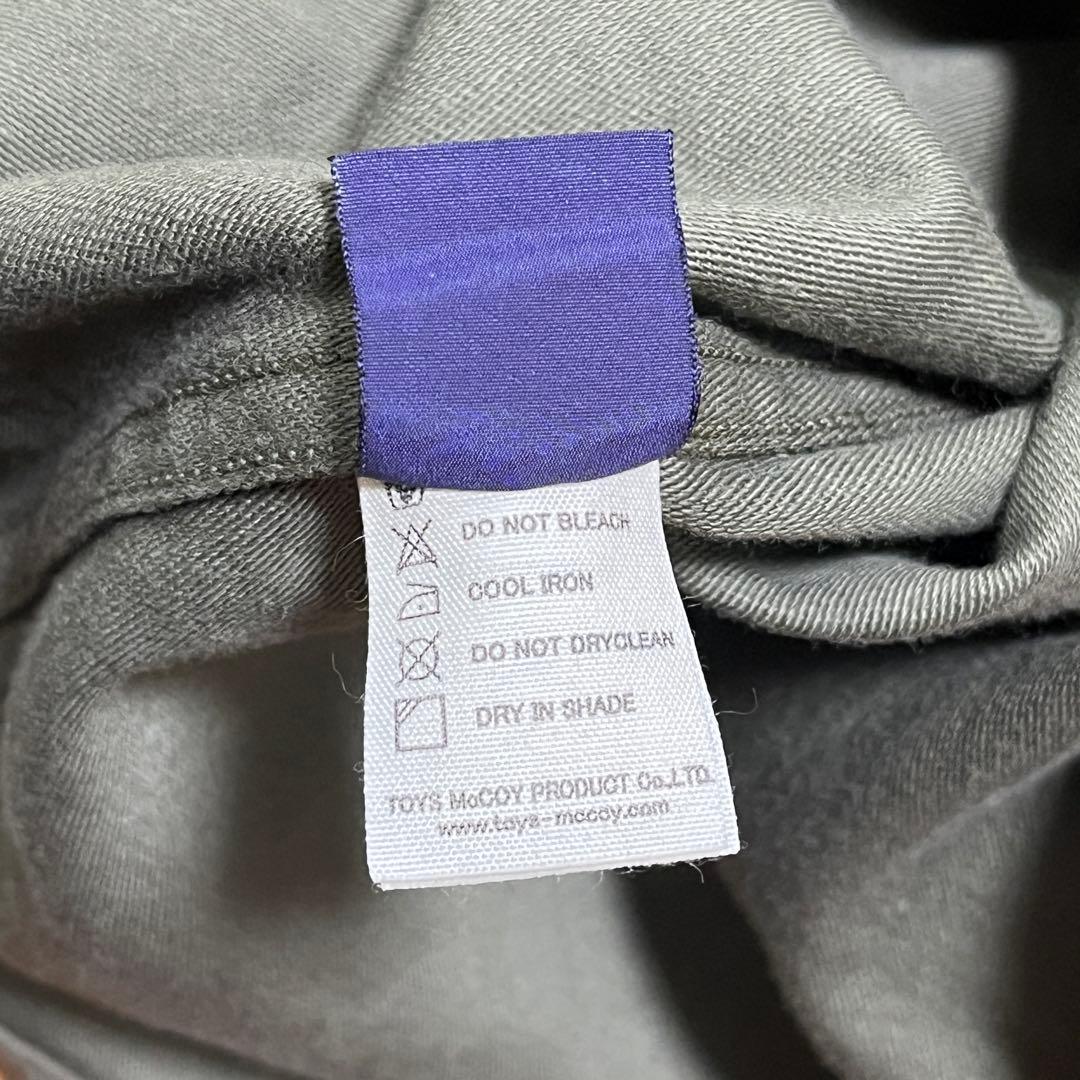 DO NOT BLEACH
COOL IRON
DO NOT DRYCLEAN
DRY IN SHADE
TOYS McCOY PRODUCT Co.,LTD.
www.toys-mccoy.com